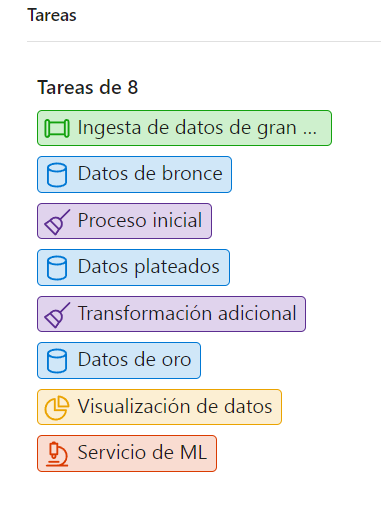 Tareas
Tareas de 8
Ingesta de datos de gran ...
Datos de bronce
Proceso inicial
Datos plateados
Transformación adicional
Datos de oro
Visualización de datos
Servicio de ML